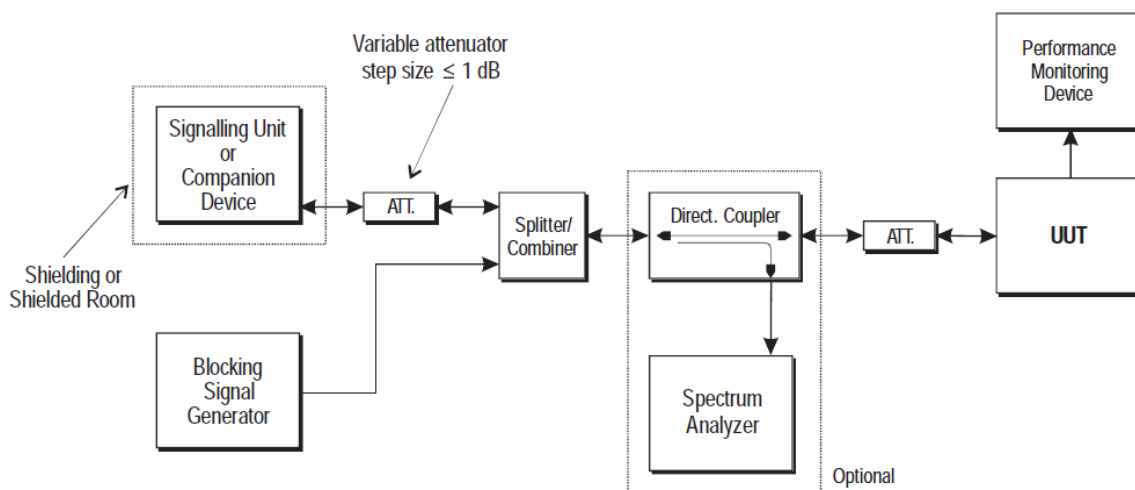 Variable attenuator
step size ≤ 1 dB
Performance
Monitoring
Device
Signalling Unit
or
Companion
Device
ATT.
Splitter/
Combiner
Direct. Coupler
ATT.
UUT
Shielding or
Shielded Room
Blocking
Signal
Generator
Spectrum
Analyzer
Optional